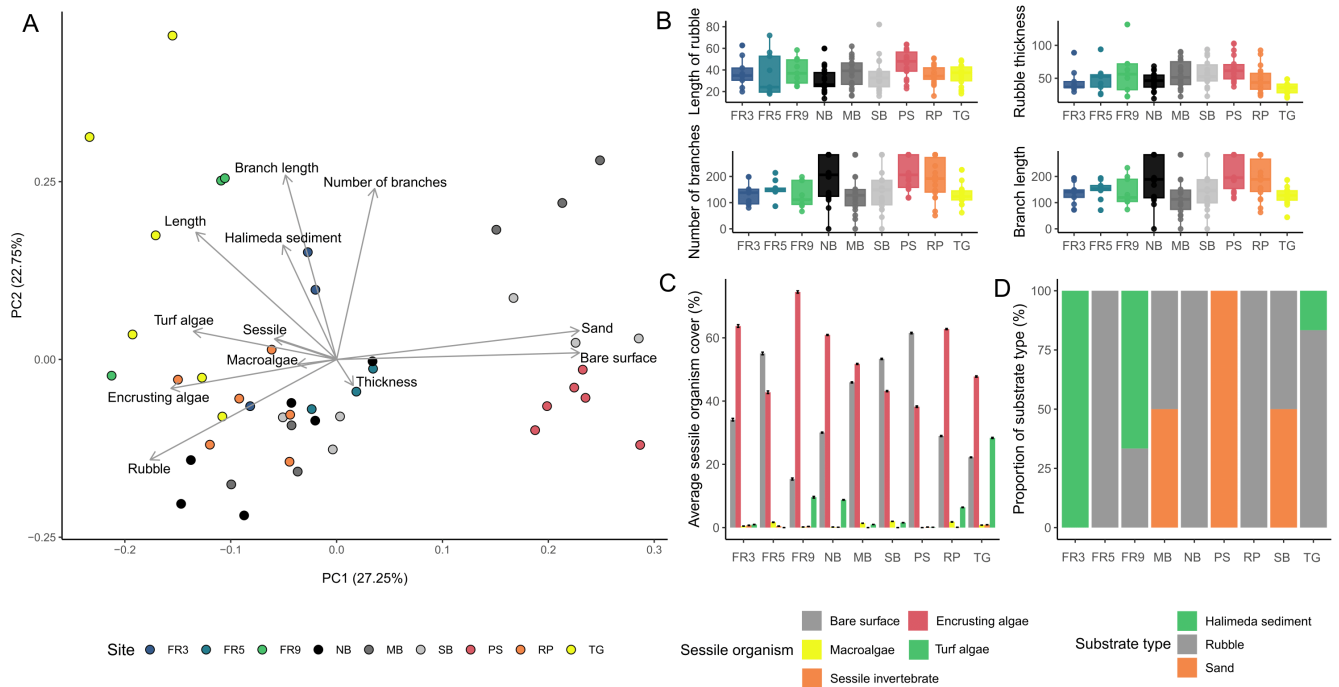 A
PC2 (22.75%)
0.25
0.00
−0.25
−0.2
−0.1
0.0
0.1
0.2
0.3
PC1 (27.25%)
Branch length
Number of branches
Length
Halimeda sediment
Turf algae
Sessile
Macroalgae
Encrusting algae
Rubble
Thickness
Sand
Bare surface
Site FR3 FR5 FR9 NB MB SB PS RP TG
B
Length of rubble
80
60
40
20
FR3 FR5 FR9 NB MB SB PS RP TG
Rubble thickness
100
50
FR3 FR5 FR9 NB MB SB PS RP TG
Number of branches
200
100
0
FR3 FR5 FR9 NB MB SB PS RP TG
Branch length
200
100
0
FR3 FR5 FR9 NB MB SB PS RP TG
C
Average sessile organism cover (%)
60
40
20
0
FR3 FR5 FR9 NB MB SB PS RP TG
Sessile organism
Bare surface
Encrusting algae
Macroalgae
Turf algae
Sessile invertebrate
D
Proportion of substrate type (%)
100
75
50
25
0
FR3 FR5 FR9 MB NB PS RP SB TG
Substrate type
Halimeda sediment
Rubble
Sand